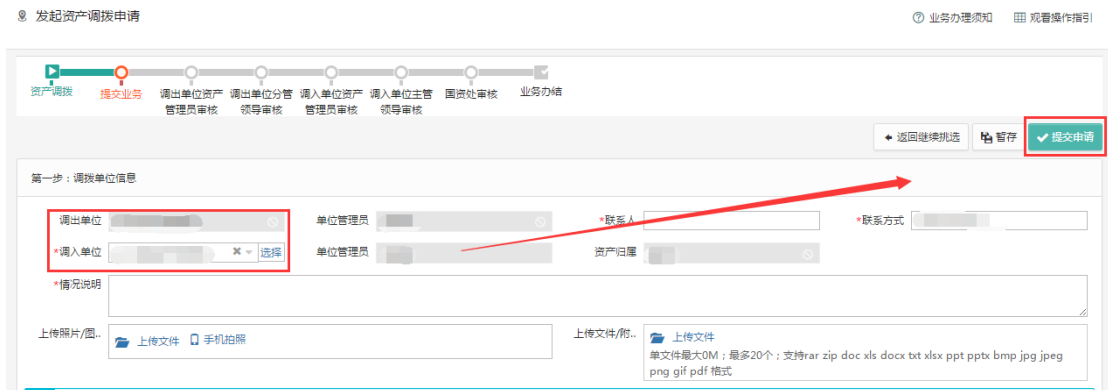 发起资产调拨申请
业务办理须知 观看操作指引
资产调拨 提交业务 调出单位资产管理员审核 调出单位分管领导审核 调入单位资产管理员审核 调入单位主管领导审核 国资处审核 业务办结
返回继续挑选 暂存 提交申请
第一步：调拨单位信息
调出单位 单位管理员 *联系人 *联系方式
*调入单位 选择 单位管理员 资产归属
*情况说明
上传照片/图.. 上传文件 手机拍照 上传文件/附.. 上传文件
单文件最大0M；最多20个；支持rar zip doc xls docx txt xlsx ppt pptx bmp jpg jpeg
png gif pdf 格式